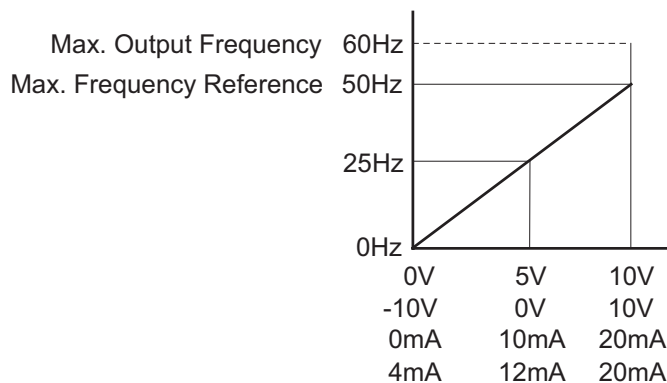 Max. Output Frequency 60Hz
Max. Frequency Reference 50Hz
25Hz
0Hz
0V 5V 10V
-10V 0V 10V
0mA 10mA 20mA
4mA 12mA 20mA